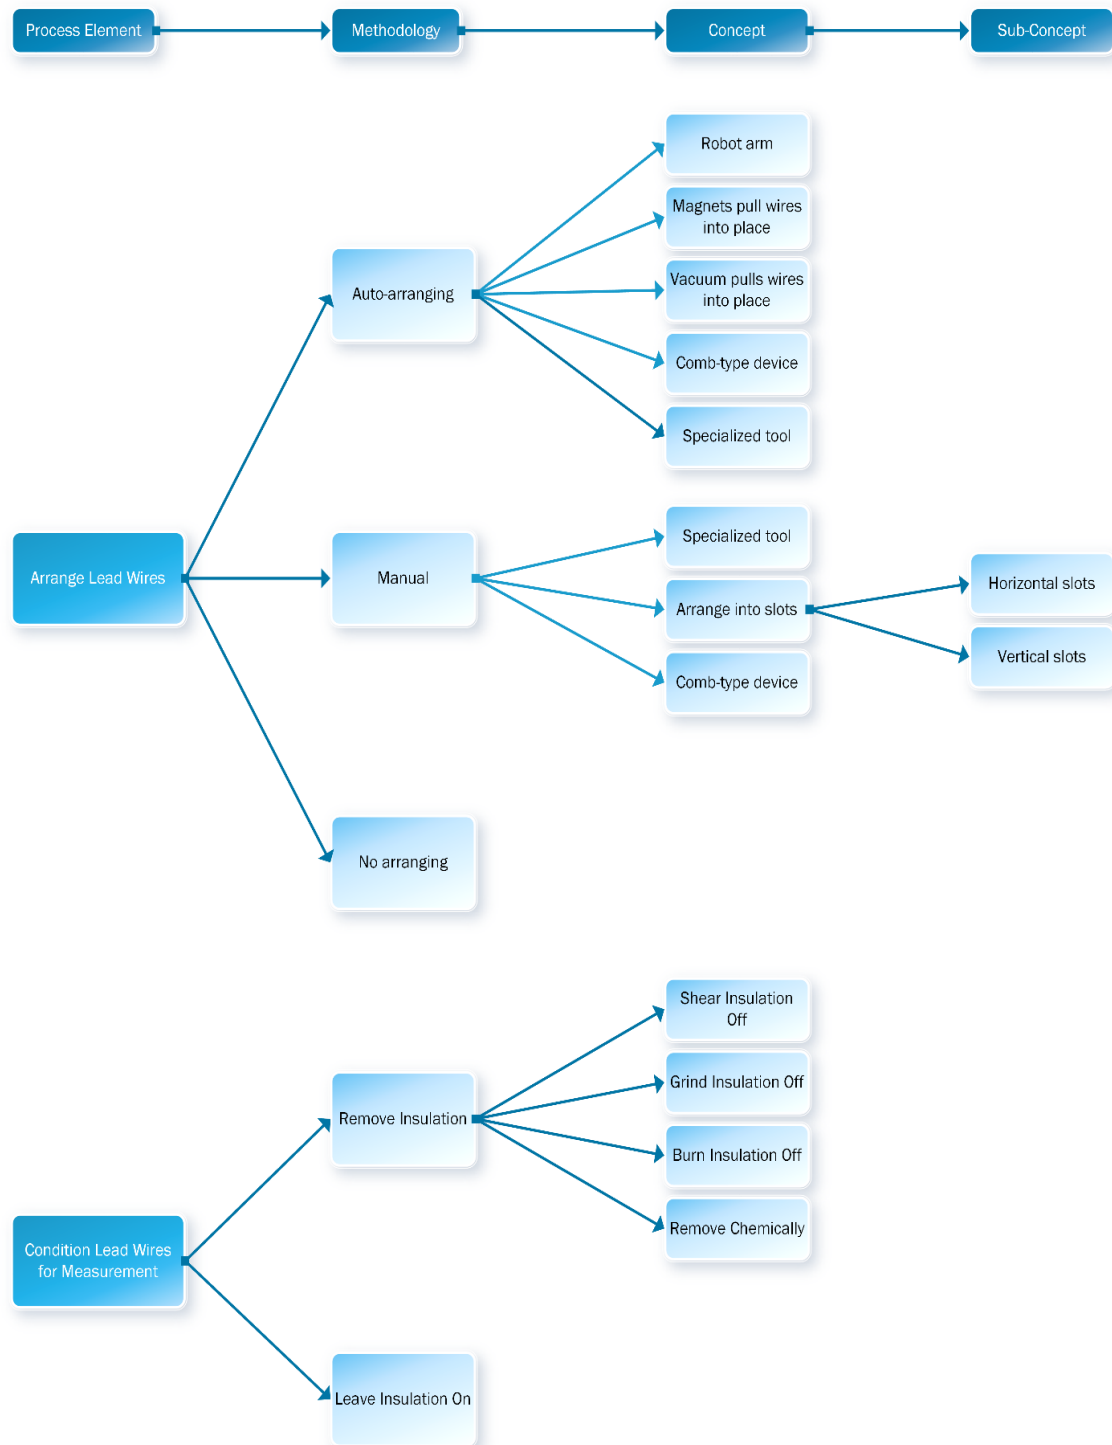 Process Element
Methodology
Concept
Sub-Concept
Robot arm
Magnets pull wires
into place
Auto-arranging
Vacuum pulls wires
into place
Comb-type device
Specialized tool
Arrange Lead Wires
Manual
Specialized tool
Arrange into slots
Comb-type device
Horizontal slots
Vertical slots
No arranging
Shear Insulation
Off
Remove Insulation
Grind Insulation Off
Burn Insulation Off
Remove Chemically
Condition Lead Wires
for Measurement
Leave Insulation On